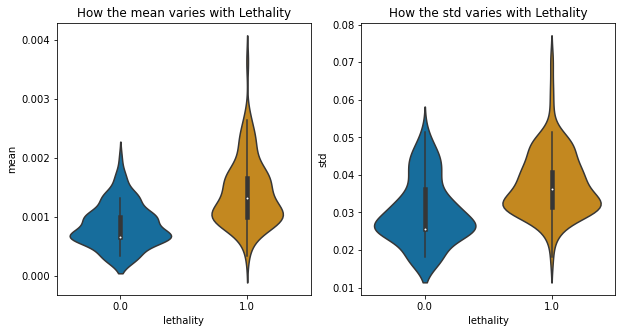 How the mean varies with Lethality
mean
0.004
0.003
0.002
0.001
0.000
0.0 1.0
lethality
How the std varies with Lethality
std
0.08
0.07
0.06
0.05
0.04
0.03
0.02
0.01
0.0 1.0
lethality